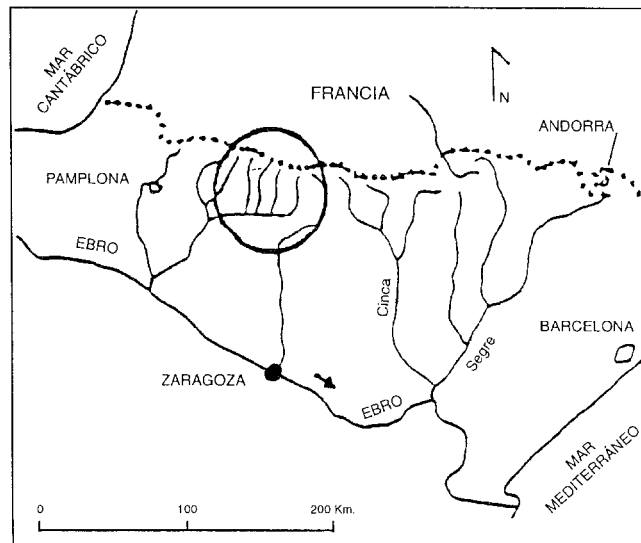 MAR
CANTÁBRICO
FRANCIA
N
ANDORRA
PAMPLONA
EBRO
Cinca
Segre
BARCELONA
ZARAGOZA
EBRO
MAR
MEDITERRÁNEO
0 100 200 Km.